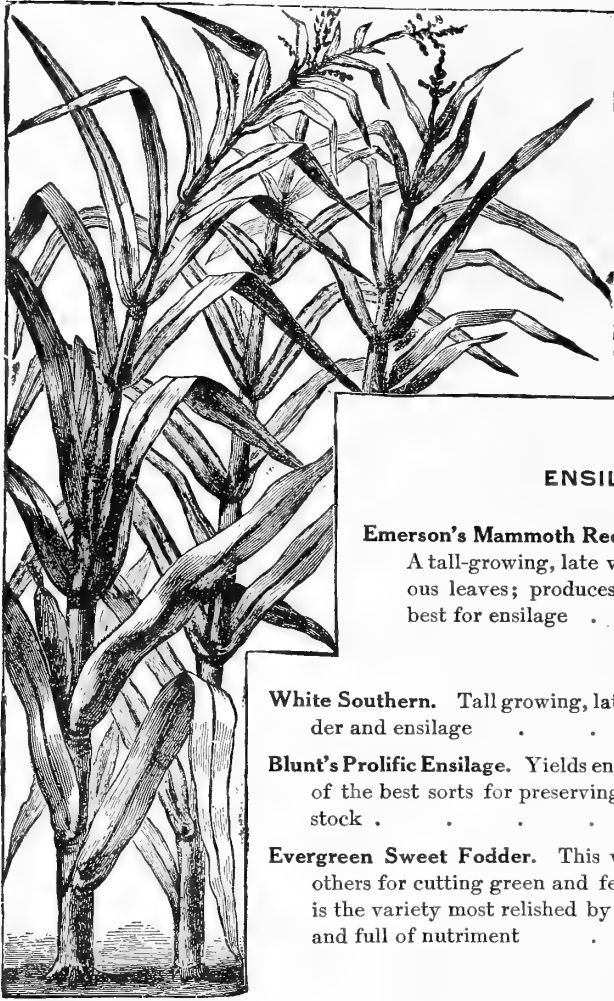 ENSIL
Emerson's Mammoth Re
A tall-growing, late v
ous leaves; produces
best for ensilage .
White Southern. Tall growing, lat
der and ensilage . .
Blunt's Prolific Ensilage. Yields en
of the best sorts for preserving
stock . . . .
Evergreen Sweet Fodder. This v
others for cutting green and fe
is the variety most relished by
and full of nutriment .